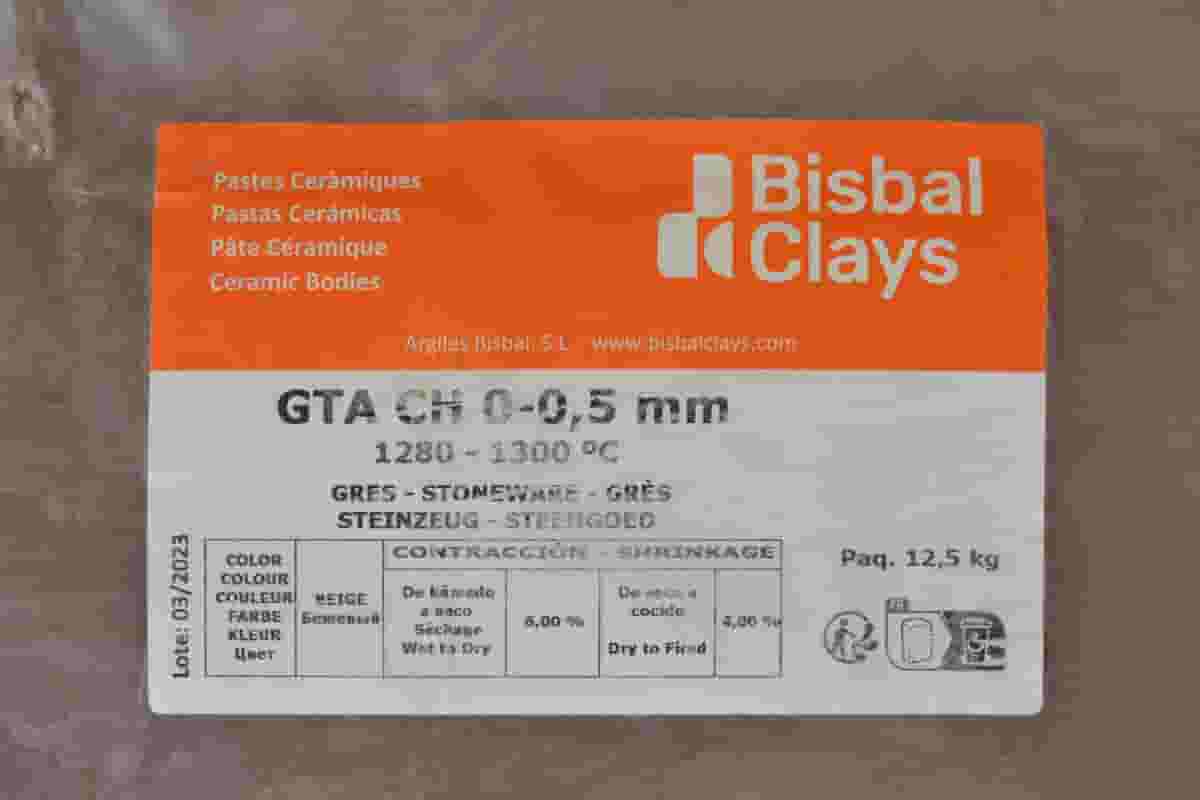 Pastes Ceràmiques
Pastas Cerámicas
Pâte Céramique
Ceramic Bodies
Bisbal
Clays
Argiles Bisbal, S.L www.bisbalclays.com
GTA CH 0-0,5 mm
1280 - 1300 ºC
GRES - STONEWARE - GRÈS
STEINZEUG - STEENGOED
Lote: 03/2023
COLOR
COLOUR
COULEUR
FARBE
KLEUR
Цвет
BEIGE
Бежевый
CONTRACCIÓN - SHRINKAGE
De húmedo
a seco
Séchage
Wet to Dry
6,00 %
De seco a
cocido
Dry to Fired
4,00 %
Paq. 12,5 kg